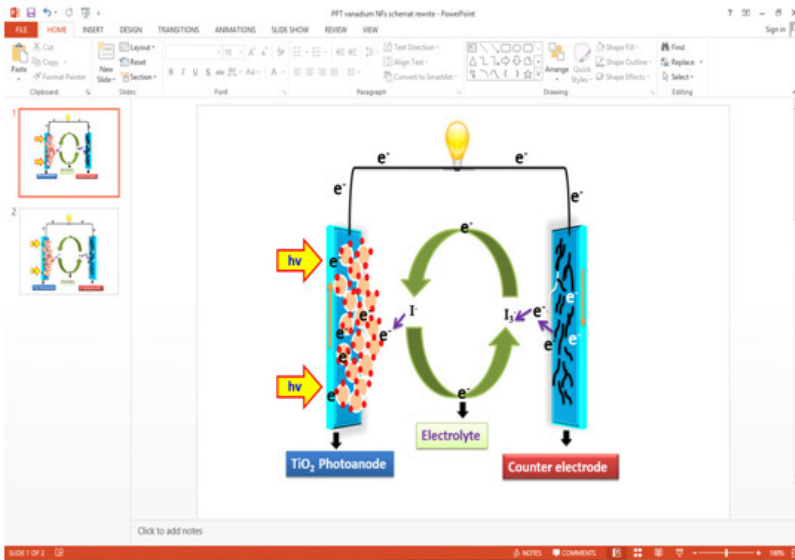 PPT vanadium NFs schemat rewrite - PowerPoint
Sign in
FILE HOME INSERT DESIGN TRANSITIONS ANIMATIONS SLIDE SHOW REVIEW VIEW
Paste
Cut
Copy
Format Painter
Clipboard
New Slide
Layout
Reset
Section
Slides
Font
Paragraph
Text Direction
Align Text
Convert to SmartArt
Arrange
Quick Styles
Shape Fill
Shape Outline
Shape Effects
Drawing
Find
Replace
Select
Editing
1
2
e⁻ e⁻
e⁻ e⁻
e⁻
hv
e
I⁻ I₃⁻ e⁻ e⁻
e
e⁻ e⁻ e e⁻
e
hv
e
e⁻
Electrolyte
TiO₂ Photoanode
Counter electrode
Click to add notes
SLIDE 1 OF 2
NOTES COMMENTS
100%